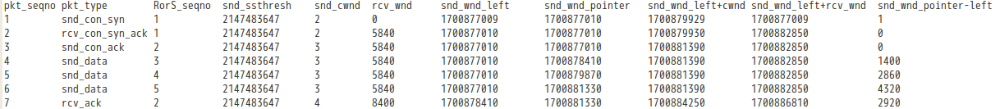 pkt_seqno pkt_type RorS_seqno snd_ssthresh snd_cwnd rcv_wnd snd_wnd_left snd_wnd_pointer snd_wnd_left+cwnd snd_wnd_left+rcv_wnd snd_wnd_pointer-left
1 snd_con_syn 1 2147483647 2 0 1700877009 1700877010 1700879929 1700877009 1
2 rcv_con_syn_ack 1 2147483647 2 5840 1700877010 1700877010 1700879930 1700882850 0
3 snd_con_ack 2 2147483647 3 5840 1700877010 1700877010 1700881390 1700882850 0
4 snd_data 3 2147483647 3 5840 1700877010 1700878410 1700881390 1700882850 1400
5 snd_data 4 2147483647 3 5840 1700877010 1700879870 1700881390 1700882850 2860
6 snd_data 5 2147483647 3 5840 1700877010 1700881330 1700881390 1700882850 4320
7 rcv_ack 2 2147483647 4 8400 1700878410 1700881330 1700884250 1700886810 2920